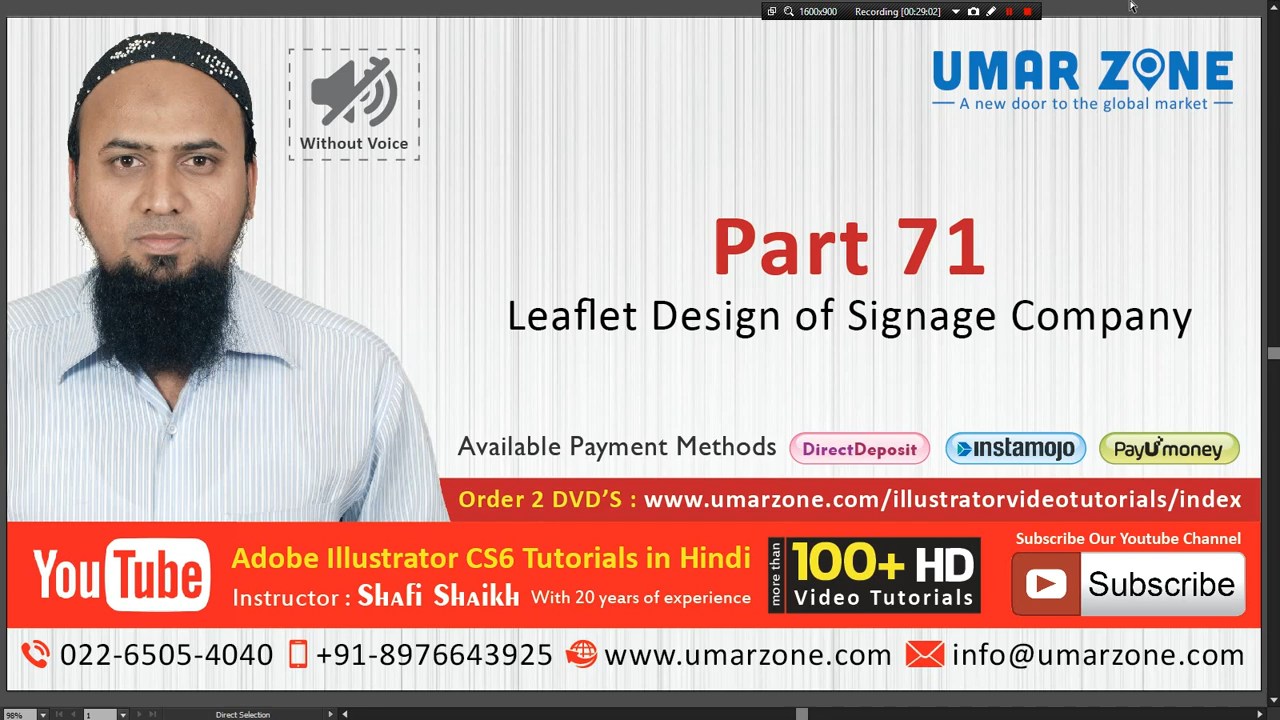 1600x900 Recording [00:29:02]
Without Voice
UMAR ZONE
A new door to the global market
Part 71
Leaflet Design of Signage Company
Available Payment Methods DirectDeposit instamojo PayUmoney
Order 2 DVD'S : www.umarzone.com/illustratorvideotutorials/index
YouTube
Adobe Illustrator CS6 Tutorials in Hindi
Instructor : Shafi Shaikh With 20 years of experience
more than 100+ HD
Video Tutorials
Subscribe Our Youtube Channel
Subscribe
022-6505-4040 +91-8976643925 www.umarzone.com info@umarzone.com
98% 1 Direct Selection